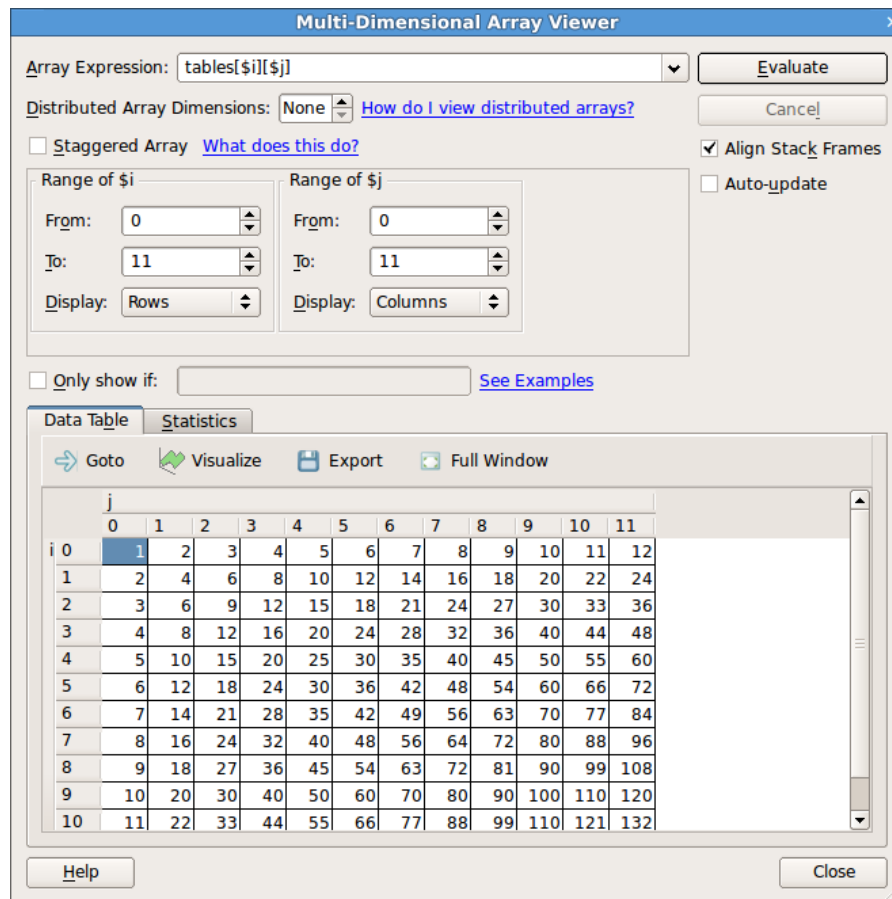 Multi-Dimensional Array Viewer
Array Expression: tables[$i][$j] Evaluate
Distributed Array Dimensions: None How do I view distributed arrays? Cancel
Staggered Array What does this do? Align Stack Frames
Range of $i Range of $j Auto-update
From: 0 From: 0
To: 11 To: 11
Display: Rows Display: Columns
Only show if: See Examples
Data Table Statistics
Goto Visualize Export Full Window
j
0 1 2 3 4 5 6 7 8 9 10 11
i 0 1 2 3 4 5 6 7 8 9 10 11 12
1 2 4 6 8 10 12 14 16 18 20 22 24
2 3 6 9 12 15 18 21 24 27 30 33 36
3 4 8 12 16 20 24 28 32 36 40 44 48
4 5 10 15 20 25 30 35 40 45 50 55 60
5 6 12 18 24 30 36 42 48 54 60 66 72
6 7 14 21 28 35 42 49 56 63 70 77 84
7 8 16 24 32 40 48 56 64 72 80 88 96
8 9 18 27 36 45 54 63 72 81 90 99 108
9 10 20 30 40 50 60 70 80 90 100 110 120
10 11 22 33 44 55 66 77 88 99 110 121 132
Help Close